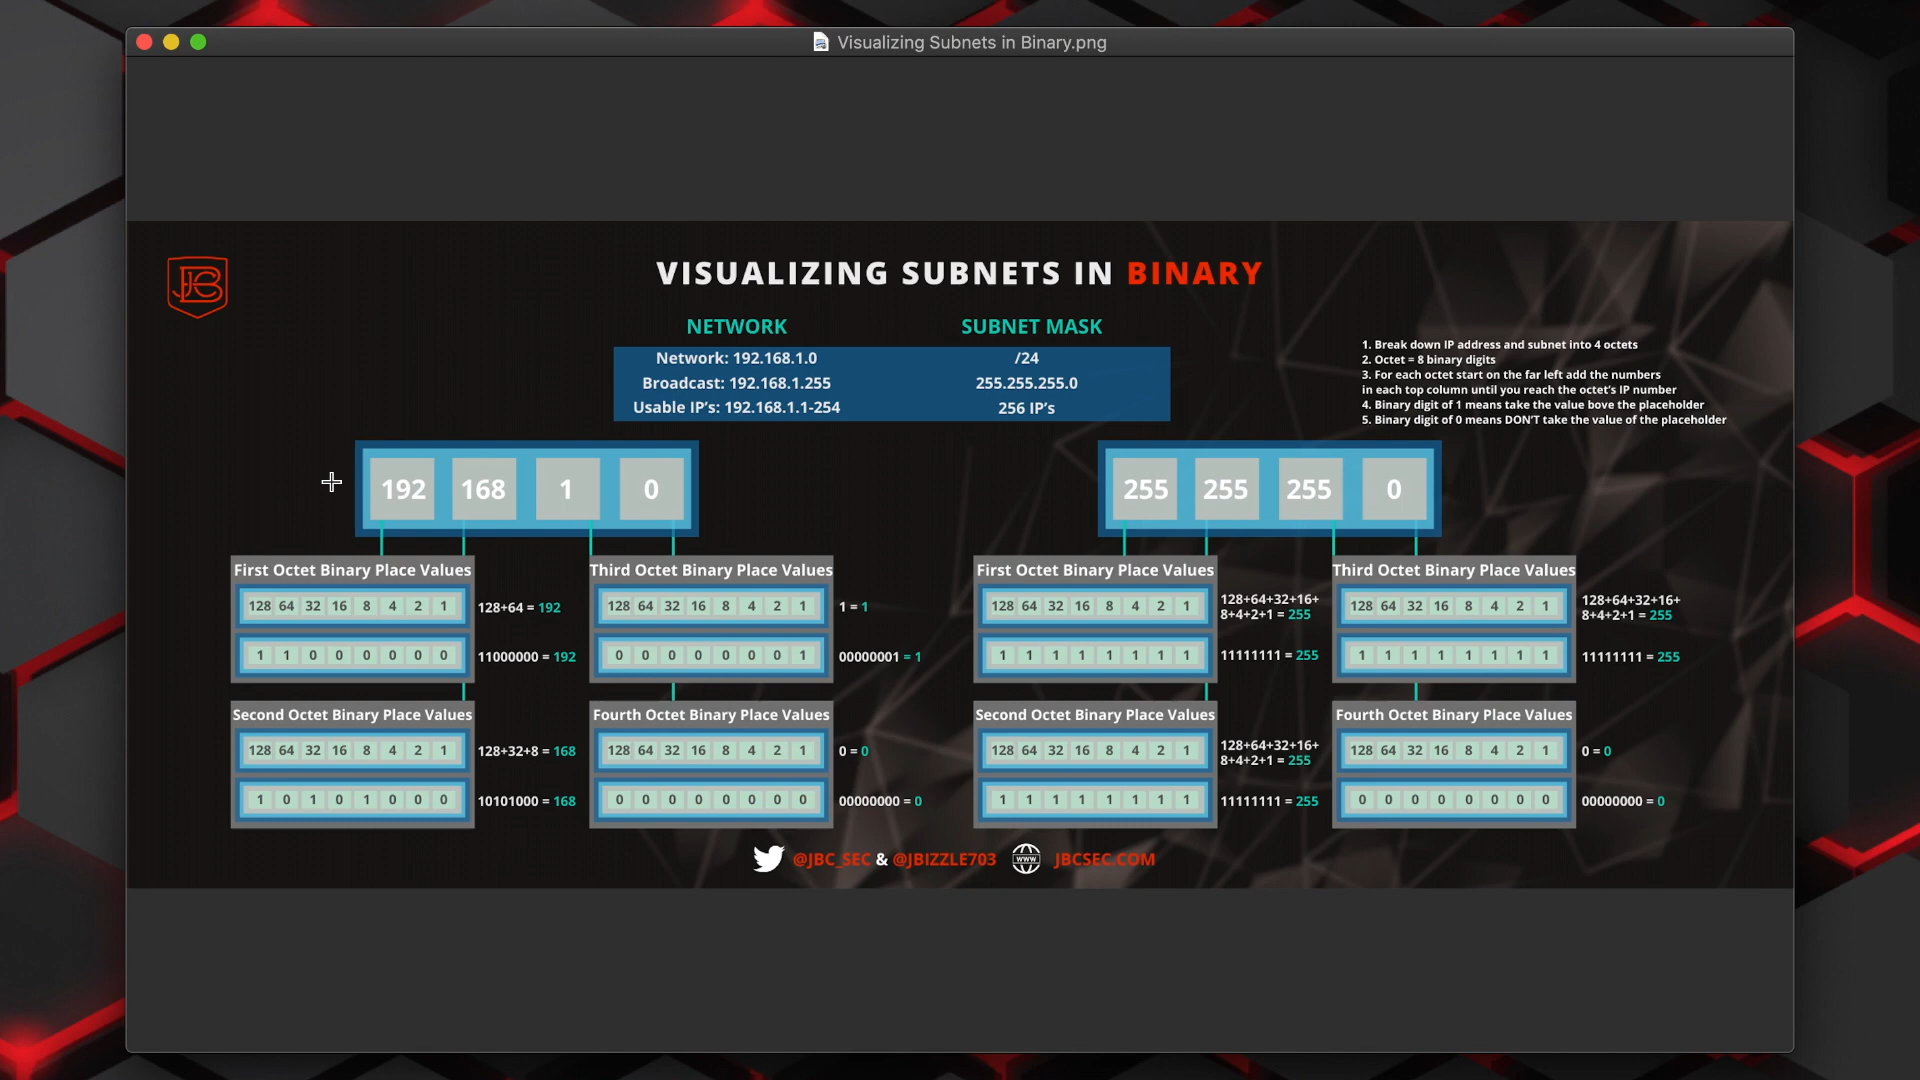 Visualizing Subnets in Binary.png
JBC
VISUALIZING SUBNETS IN BINARY
NETWORK SUBNET MASK
Network: 192.168.1.0 /24
Broadcast: 192.168.1.255 255.255.255.0
Usable IP's: 192.168.1.1-254 256 IP's
1. Break down IP address and subnet into 4 octets
2. Octet = 8 binary digits
3. For each octet start on the far left add the numbers
in each top column until you reach the octet's IP number
4. Binary digit of 1 means take the value bove the placeholder
5. Binary digit of 0 means DON'T take the value of the placeholder
192 168 1 0
255 255 255 0
First Octet Binary Place Values
128 64 32 16 8 4 2 1
128+64 = 192
1 1 0 0 0 0 0 0
11000000 = 192
Third Octet Binary Place Values
128 64 32 16 8 4 2 1
1 = 1
0 0 0 0 0 0 0 1
00000001 = 1
Second Octet Binary Place Values
128 64 32 16 8 4 2 1
128+32+8 = 168
1 0 1 0 1 0 0 0
10101000 = 168
Fourth Octet Binary Place Values
128 64 32 16 8 4 2 1
0 = 0
0 0 0 0 0 0 0 0
00000000 = 0
First Octet Binary Place Values
128 64 32 16 8 4 2 1
128+64+32+16+
8+4+2+1 = 255
1 1 1 1 1 1 1 1
11111111 = 255
Third Octet Binary Place Values
128 64 32 16 8 4 2 1
128+64+32+16+
8+4+2+1 = 255
1 1 1 1 1 1 1 1
11111111 = 255
Second Octet Binary Place Values
128 64 32 16 8 4 2 1
128+64+32+16+
8+4+2+1 = 255
1 1 1 1 1 1 1 1
11111111 = 255
Fourth Octet Binary Place Values
128 64 32 16 8 4 2 1
0 = 0
0 0 0 0 0 0 0 0
00000000 = 0
@JBC_SEC & @JBIZZLE703 www JBCSEC.COM